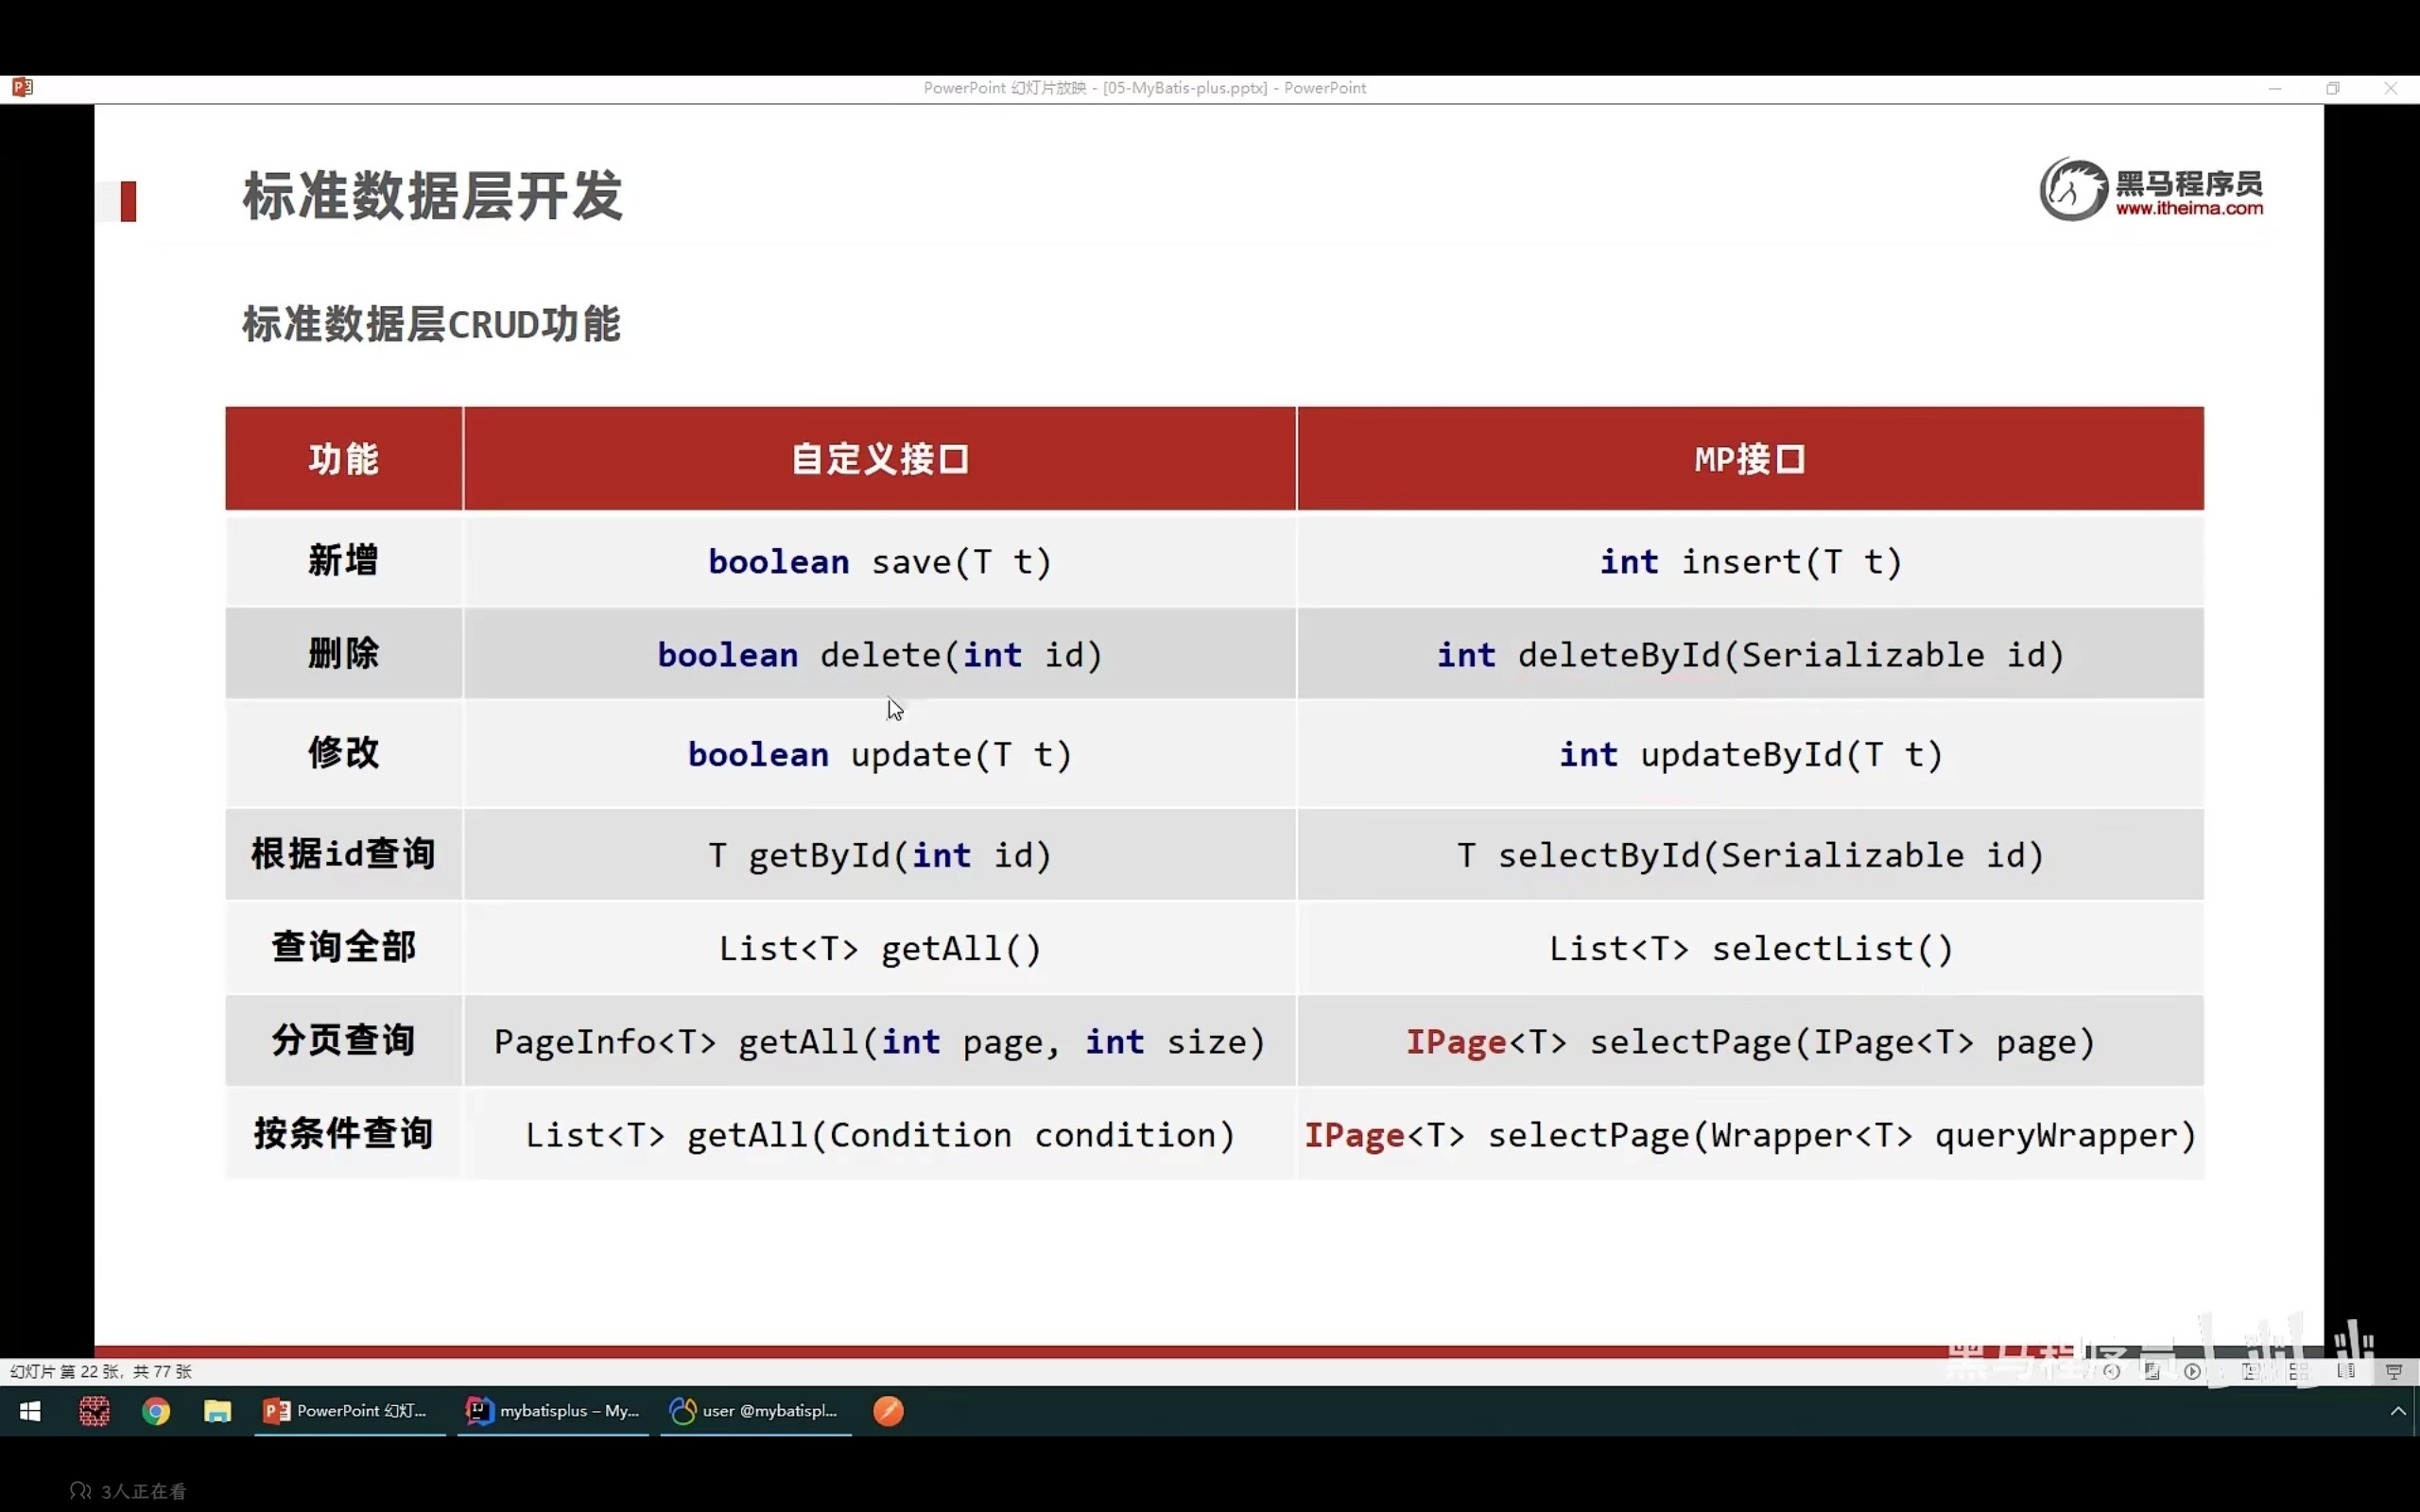 PowerPoint 幻灯片放映 - [05-MyBatis-plus.pptx] - PowerPoint
标准数据层开发
黑马程序员
www.itheima.com
标准数据层CRUD功能
功能 自定义接口 MP接口
新增 boolean save(T t) int insert(T t)
删除 boolean delete(int id) int deleteById(Serializable id)
修改 boolean update(T t) int updateById(T t)
根据id查询 T getById(int id) T selectById(Serializable id)
查询全部 List<T> getAll() List<T> selectList()
分页查询 PageInfo<T> getAll(int page, int size) IPage<T> selectPage(IPage<T> page)
按条件查询 List<T> getAll(Condition condition) IPage<T> selectPage(Wrapper<T> queryWrapper)
黑马程序员
幻灯片 第 22 张，共 77 张
PowerPoint 幻灯... mybatisplus – My... user @mybatispl...
3人正在看